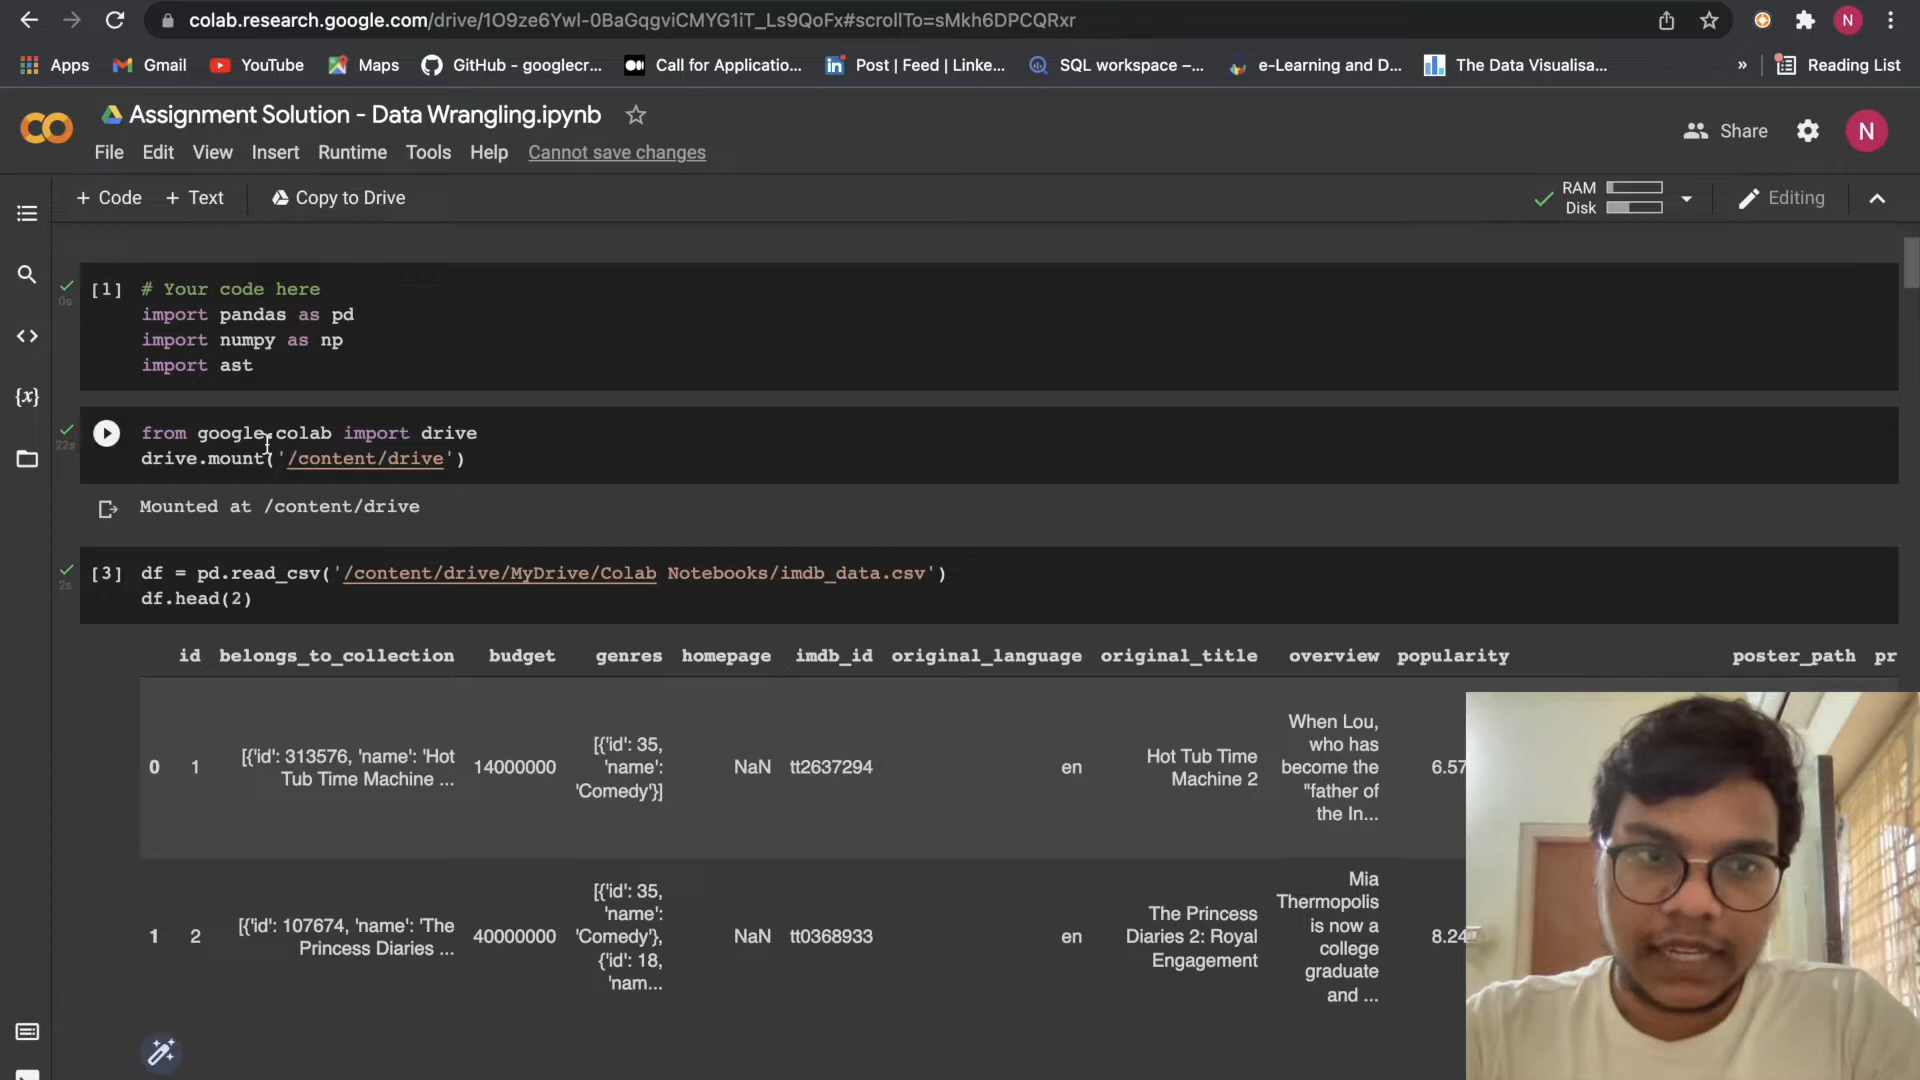 colab.research.google.com/drive/1O9ze6Ywl-0BaGqgviCMYG1iT_Ls9QoFx#scrollTo=sMkh6DPCQRxr
N
Apps Gmail YouTube Maps GitHub - googlecr... Call for Applicatio... Post | Feed | Linke... SQL workspace –... e-Learning and D... The Data Visualisa... » Reading List
Assignment Solution - Data Wrangling.ipynb
File Edit View Insert Runtime Tools Help Cannot save changes
Share N
+ Code + Text Copy to Drive
RAM
Disk
Editing
[1] # Your code here
0s
import pandas as pd
import numpy as np
import ast
from google.colab import drive
22s
drive.mount('/content/drive')
Mounted at /content/drive
[3] df = pd.read_csv('/content/drive/MyDrive/Colab Notebooks/imdb_data.csv')
2s
df.head(2)
id belongs_to_collection budget genres homepage imdb_id original_language original_title overview popularity poster_path pr
0 1 [{'id': 313576, 'name': 'Hot Tub Time Machine ... 14000000 [{'id': 35, 'name': 'Comedy'}] NaN tt2637294 en Hot Tub Time Machine 2 When Lou, who has become the "father of the In... 6.57
1 2 [{'id': 107674, 'name': 'The Princess Diaries ... 40000000 [{'id': 35, 'name': 'Comedy'}, {'id': 18, 'nam... NaN tt0368933 en The Princess Diaries 2: Royal Engagement Mia Thermopolis is now a college graduate and ... 8.24
{x}